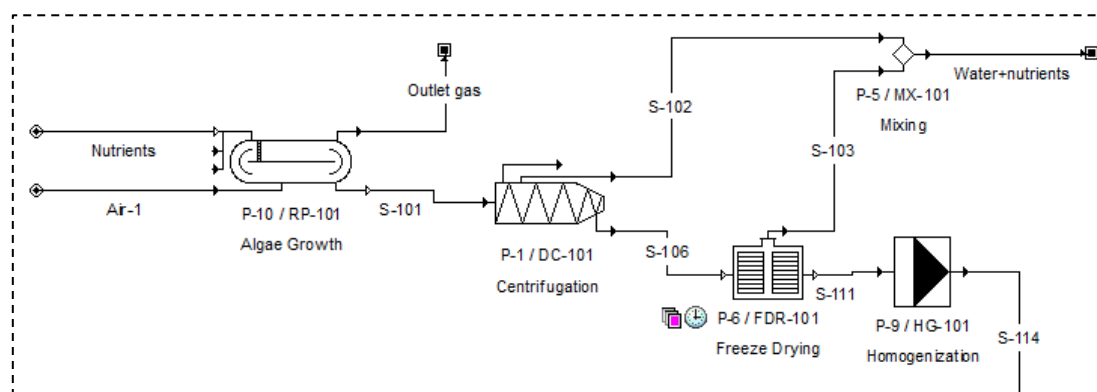 Outlet gas
S-102
Water+nutrients
P-5 / MX-101
Mixing
Nutrients
S-103
Air-1
P-10 / RP-101
S-101
Algae Growth
P-1 / DC-101
S-106
Centrifugation
S-111
P-6 / FDR-101
Freeze Drying
P-9 / HG-101
Homogenization
S-114